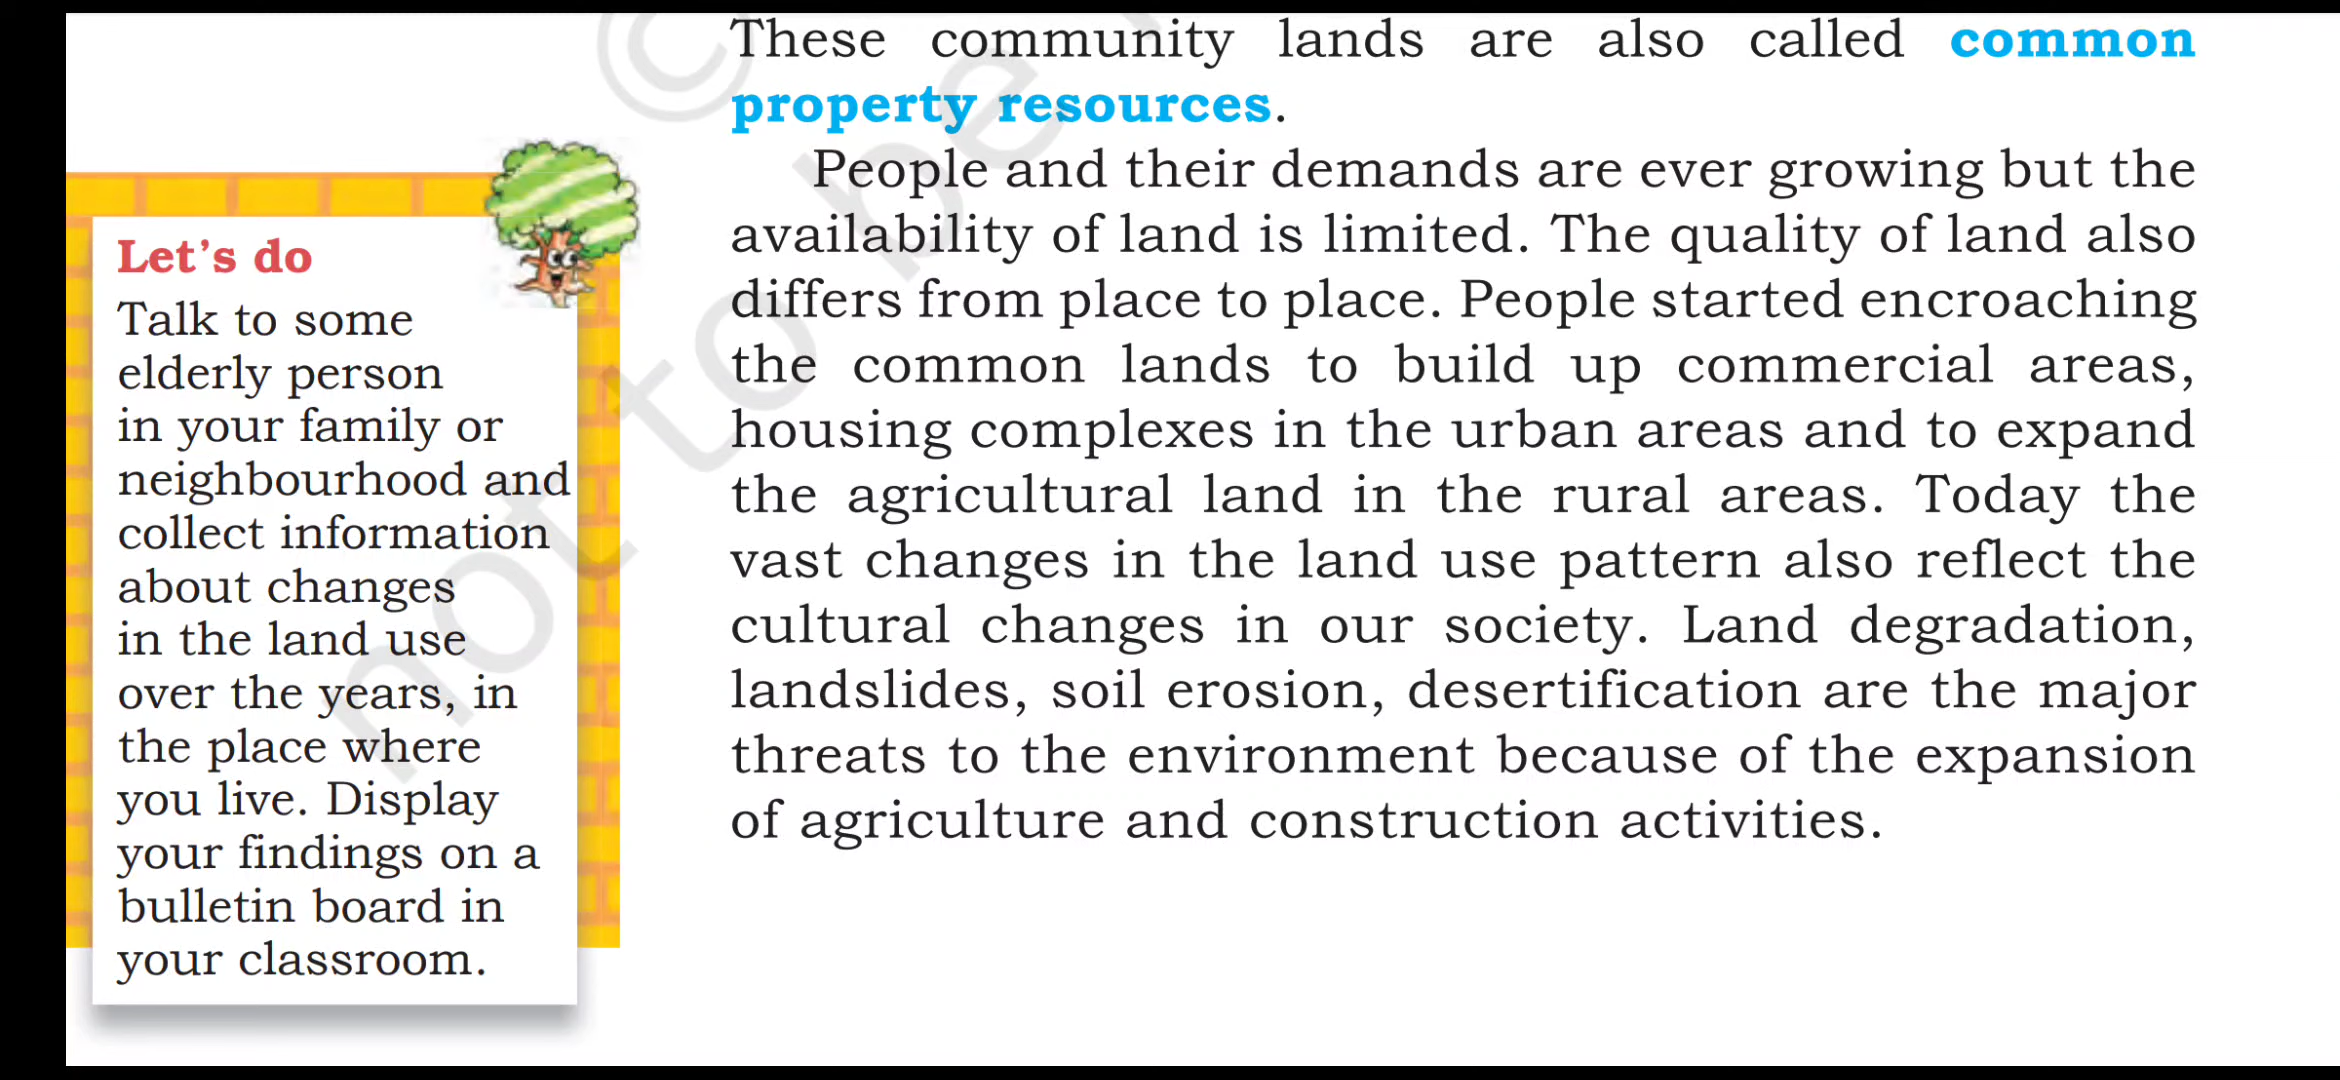 These community lands are also called common
property resources.
People and their demands are ever growing but the
availability of land is limited. The quality of land also
differs from place to place. People started encroaching
the common lands to build up commercial areas,
housing complexes in the urban areas and to expand
the agricultural land in the rural areas. Today the
vast changes in the land use pattern also reflect the
cultural changes in our society. Land degradation,
landslides, soil erosion, desertification are the major
threats to the environment because of the expansion
of agriculture and construction activities.
Let’s do
Talk to some
elderly person
in your family or
neighbourhood and
collect information
about changes
in the land use
over the years, in
the place where
you live. Display
your findings on a
bulletin board in
your classroom.
©
not to be